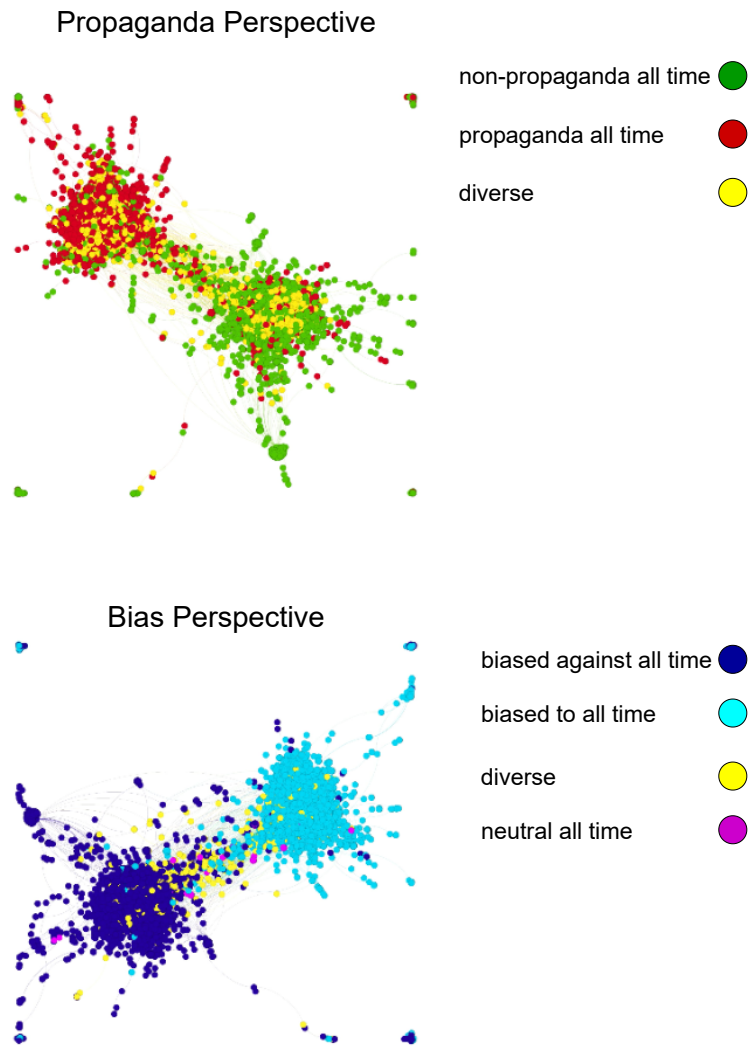 Propaganda Perspective
non-propaganda all time
propaganda all time
diverse
Bias Perspective
biased against all time
biased to all time
diverse
neutral all time